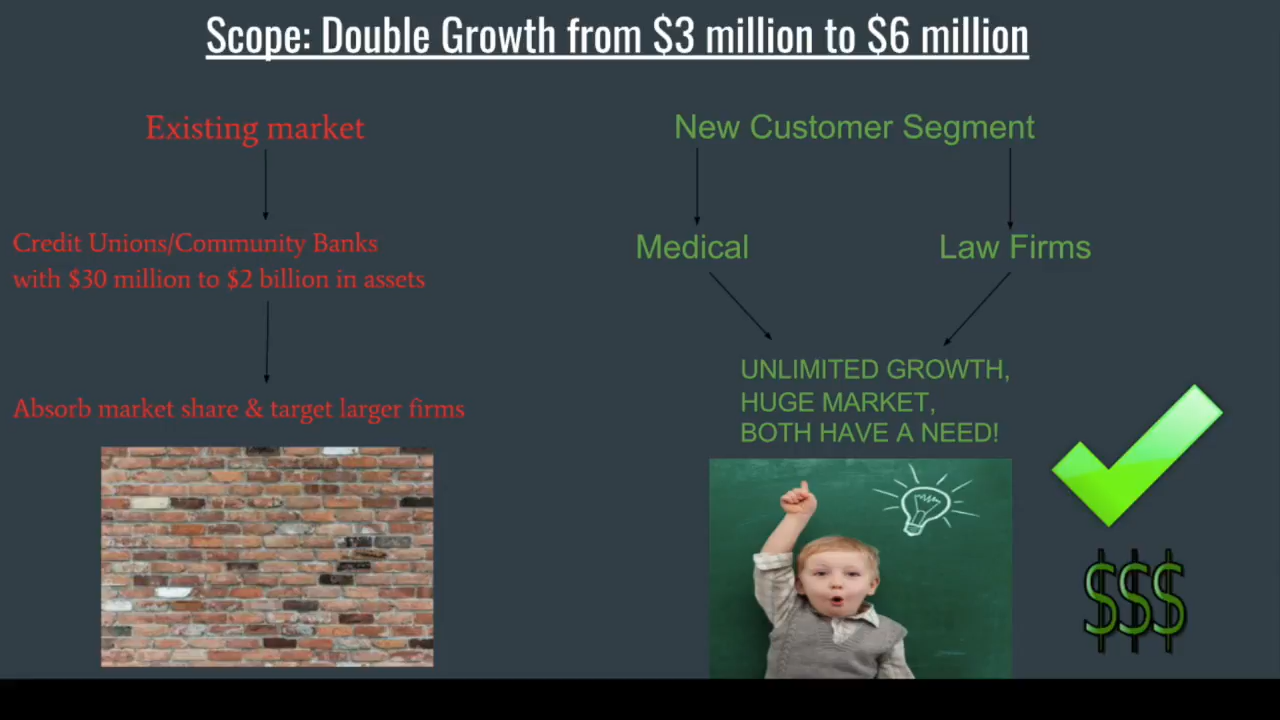 Scope: Double Growth from $3 million to $6 million
Existing market
Credit Unions/Community Banks
with $30 million to $2 billion in assets
Absorb market share & target larger firms
New Customer Segment
Medical
Law Firms
UNLIMITED GROWTH,
HUGE MARKET,
BOTH HAVE A NEED!
$$$